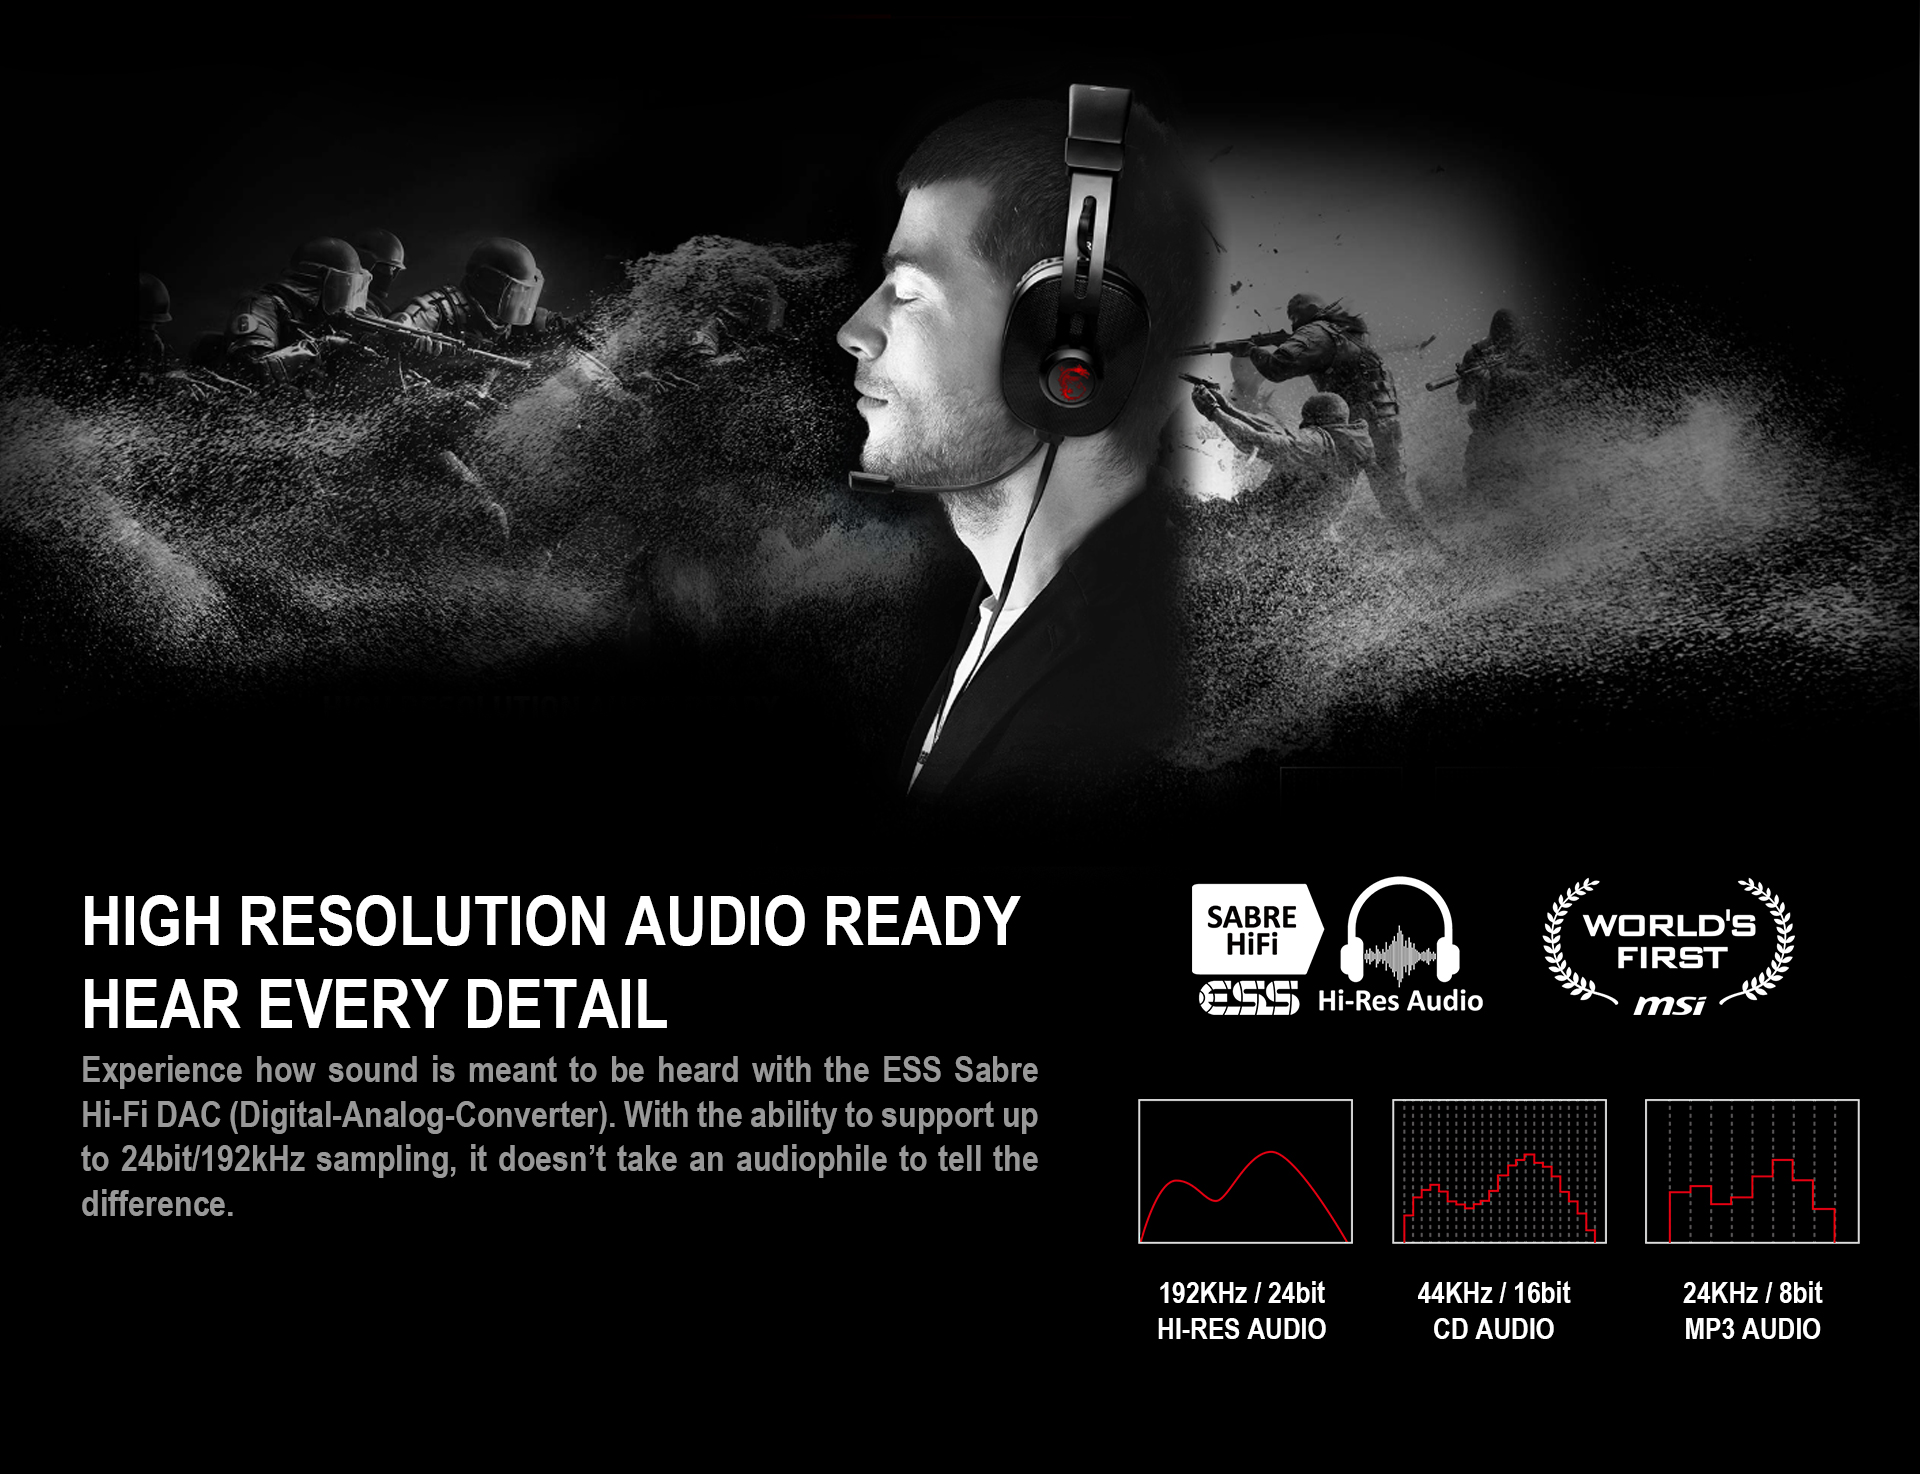 HIGH RESOLUTION AUDIO READY
HEAR EVERY DETAIL
Experience how sound is meant to be heard with the ESS Sabre
Hi-Fi DAC (Digital-Analog-Converter). With the ability to support up
to 24bit/192kHz sampling, it doesn’t take an audiophile to tell the
difference.
SABRE
HiFi
ESS
Hi-Res Audio
WORLD'S
FIRST
msi
192KHz / 24bit
HI-RES AUDIO
44KHz / 16bit
CD AUDIO
24KHz / 8bit
MP3 AUDIO